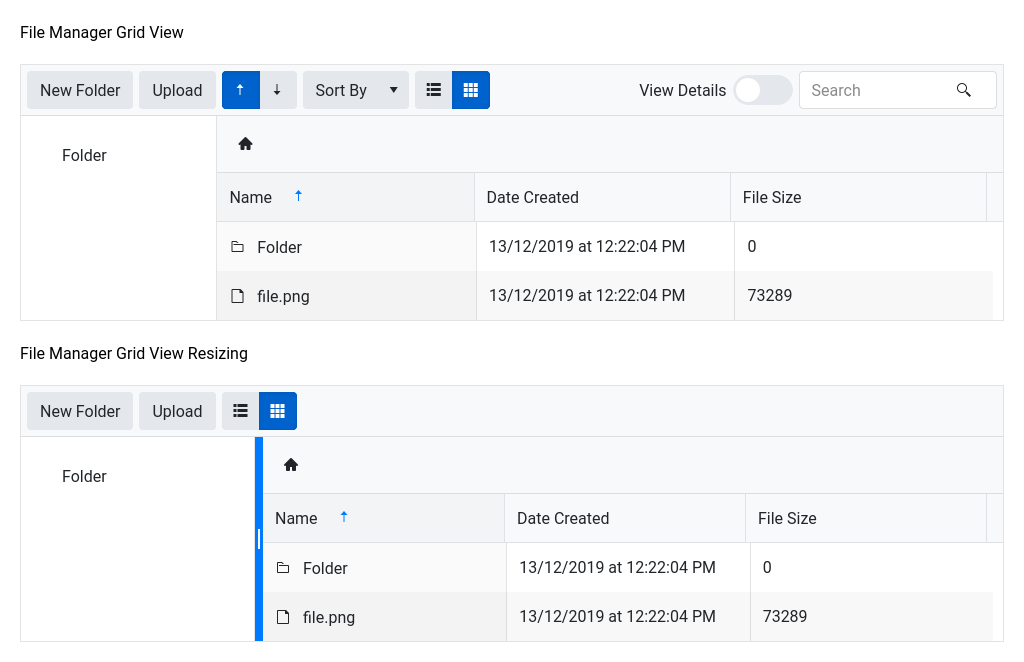 File Manager Grid View
New Folder Upload Sort By View Details Search
Folder
Name Date Created File Size
Folder 13/12/2019 at 12:22:04 PM 0
file.png 13/12/2019 at 12:22:04 PM 73289
File Manager Grid View Resizing
New Folder Upload
Folder
Name Date Created File Size
Folder 13/12/2019 at 12:22:04 PM 0
file.png 13/12/2019 at 12:22:04 PM 73289